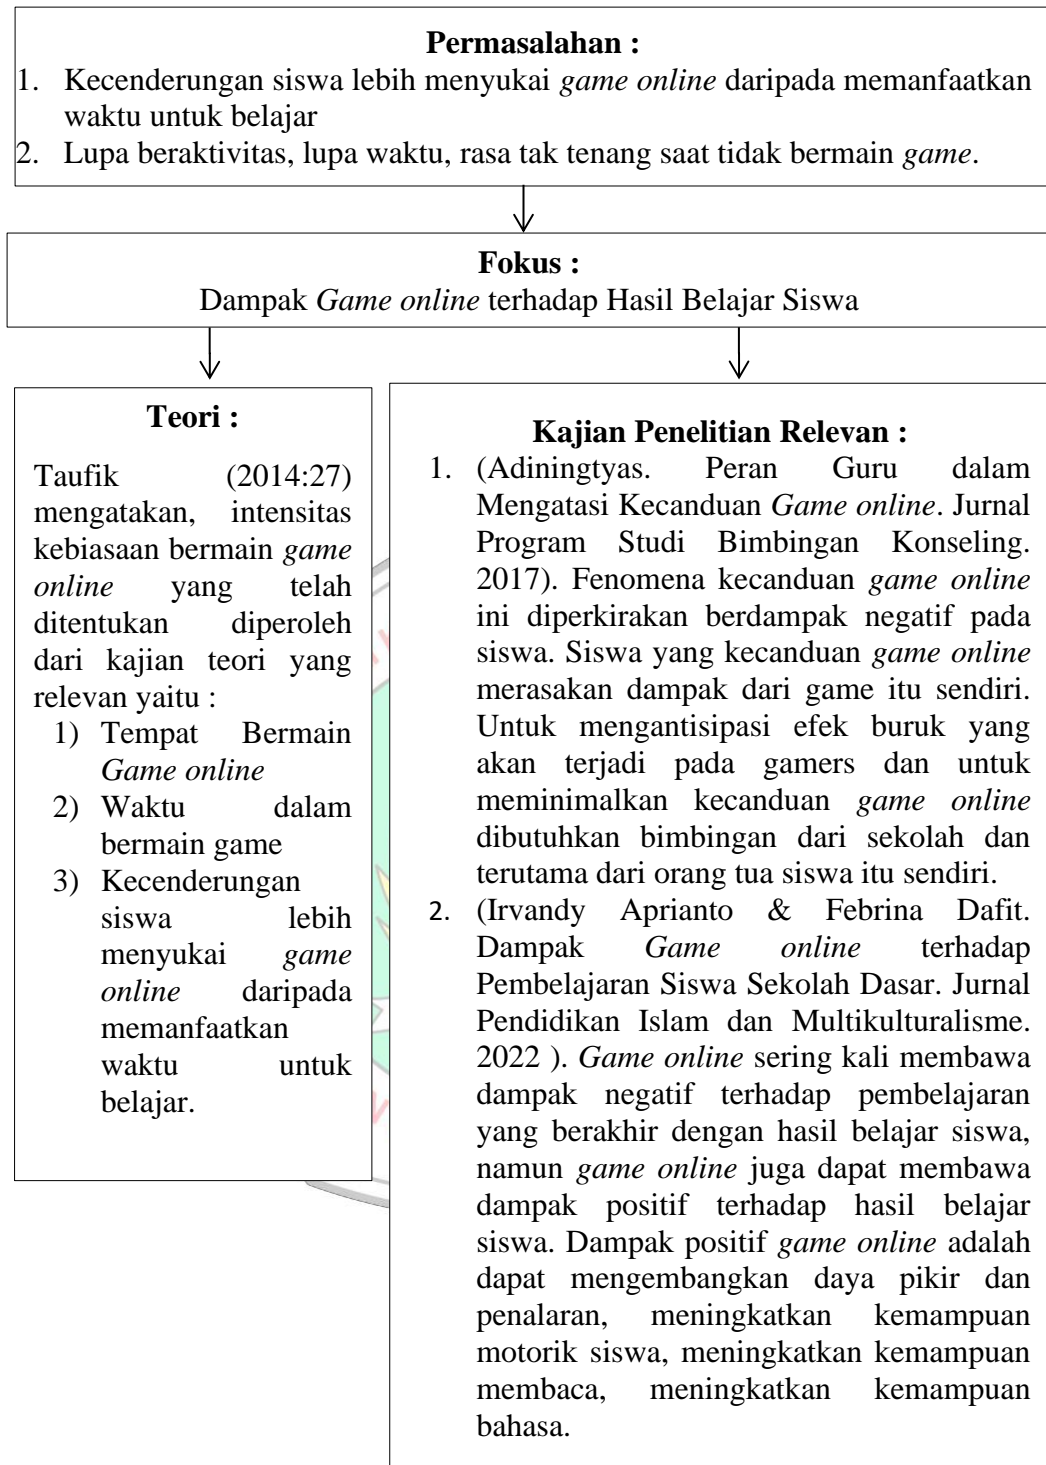 Permasalahan :
1. Kecenderungan siswa lebih menyukai game online daripada memanfaatkan
waktu untuk belajar
2. Lupa beraktivitas, lupa waktu, rasa tak tenang saat tidak bermain game.
Fokus :
Dampak Game online terhadap Hasil Belajar Siswa
Teori :
Taufik (2014:27)
mengatakan, intensitas
kebiasaan bermain game
online yang telah
ditentukan diperoleh
dari kajian teori yang
relevan yaitu :
1) Tempat Bermain
Game online
2) Waktu dalam
bermain game
3) Kecenderungan
siswa lebih
menyukai game
online daripada
memanfaatkan
waktu untuk
belajar.
Kajian Penelitian Relevan :
1. (Adiningtyas. Peran Guru dalam
Mengatasi Kecanduan Game online. Jurnal
Program Studi Bimbingan Konseling.
2017). Fenomena kecanduan game online
ini diperkirakan berdampak negatif pada
siswa. Siswa yang kecanduan game online
merasakan dampak dari game itu sendiri.
Untuk mengantisipasi efek buruk yang
akan terjadi pada gamers dan untuk
meminimalkan kecanduan game online
dibutuhkan bimbingan dari sekolah dan
terutama dari orang tua siswa itu sendiri.
2. (Irvandy Aprianto & Febrina Dafit.
Dampak Game online terhadap
Pembelajaran Siswa Sekolah Dasar. Jurnal
Pendidikan Islam dan Multikulturalisme.
2022 ). Game online sering kali membawa
dampak negatif terhadap pembelajaran
yang berakhir dengan hasil belajar siswa,
namun game online juga dapat membawa
dampak positif terhadap hasil belajar
siswa. Dampak positif game online adalah
dapat mengembangkan daya pikir dan
penalaran, meningkatkan kemampuan
motorik siswa, meningkatkan kemampuan
membaca, meningkatkan kemampuan
bahasa.